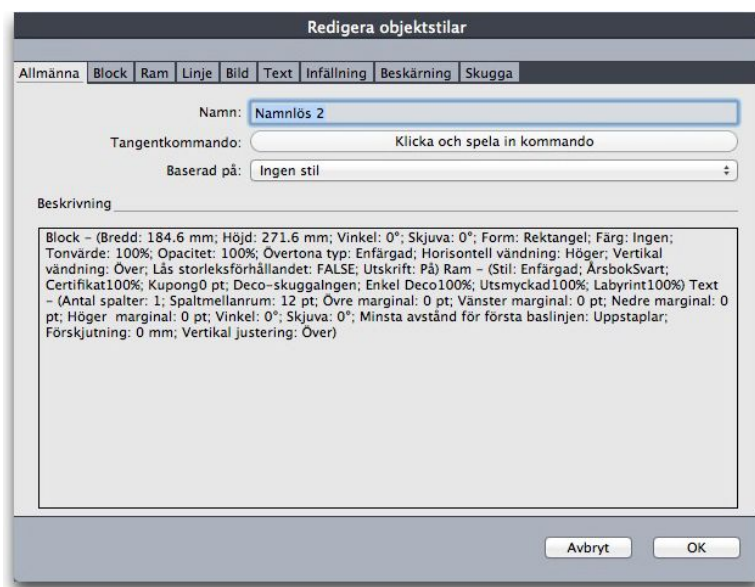 Redigera objektstilar
Allmänna Block Ram Linje Bild Text Infällning Beskärning Skugga
Namn: Namnlös 2
Tangentkommando: Klicka och spela in kommando
Baserad på: Ingen stil
Beskrivning
Block – (Bredd: 184.6 mm; Höjd: 271.6 mm; Vinkel: 0°; Skjuva: 0°; Form: Rektangel; Färg: Ingen;
Tonvärde: 100%; Opacitet: 100%; Övertona typ: Enfärgad; Horisontell vändning: Höger; Vertikal
vändning: Över; Lås storleksförhållandet: FALSE; Utskrift: På) Ram – (Stil: Enfärgad; ÅrsbokSvart;
Certifikat100%; Kupong0 pt; Deco-skuggaIngen; Enkel Deco100%; Utsmyckad100%; Labyrint100%) Text
– (Antal spalter: 1; Spaltmellanrum: 12 pt; Övre marginal: 0 pt; Vänster marginal: 0 pt; Nedre marginal: 0
pt; Höger  marginal: 0 pt; Vinkel: 0°; Skjuva: 0°; Minsta avstånd för första baslinjen: Uppstaplar;
Förskjutning: 0 mm; Vertikal justering: Över)
Avbryt OK